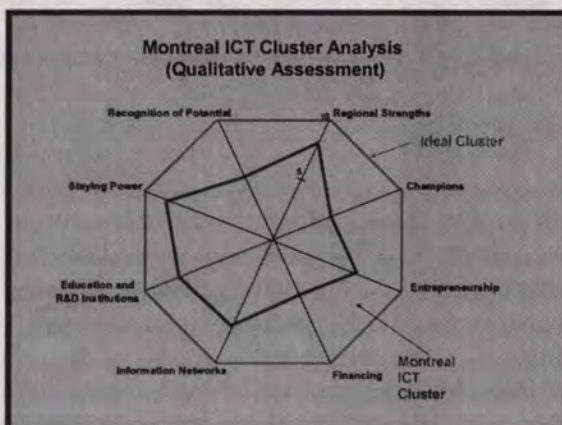 Montreal ICT Cluster Analysis
(Qualitative Assessment)
Recognition of Potential
10
Regional Strengths
Ideal Cluster
5
Staying Power
Champions
Education and
R&D Institutions
Entrepreneurship
Information Networks
Financing
Montreal
ICT
Cluster